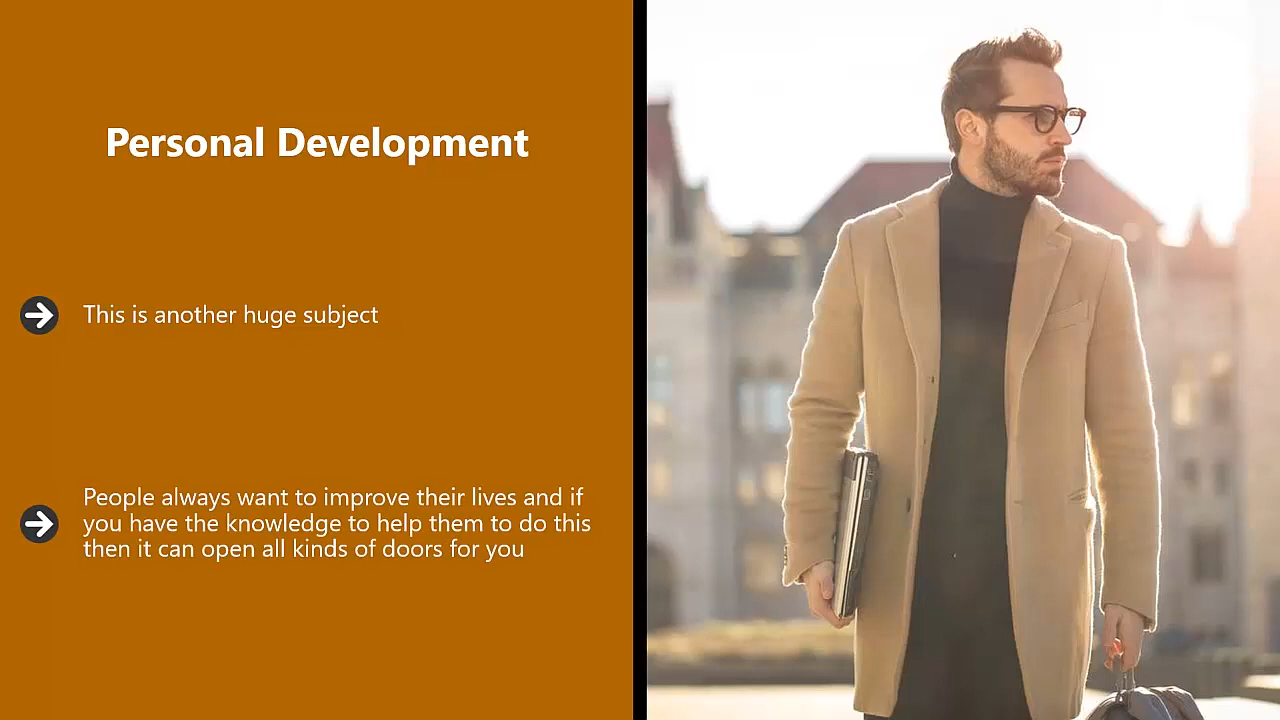 Personal Development
This is another huge subject
People always want to improve their lives and if
you have the knowledge to help them to do this
then it can open all kinds of doors for you